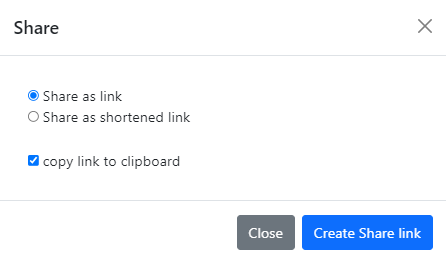 Share
Share as link
Share as shortened link
copy link to clipboard
Close
Create Share link